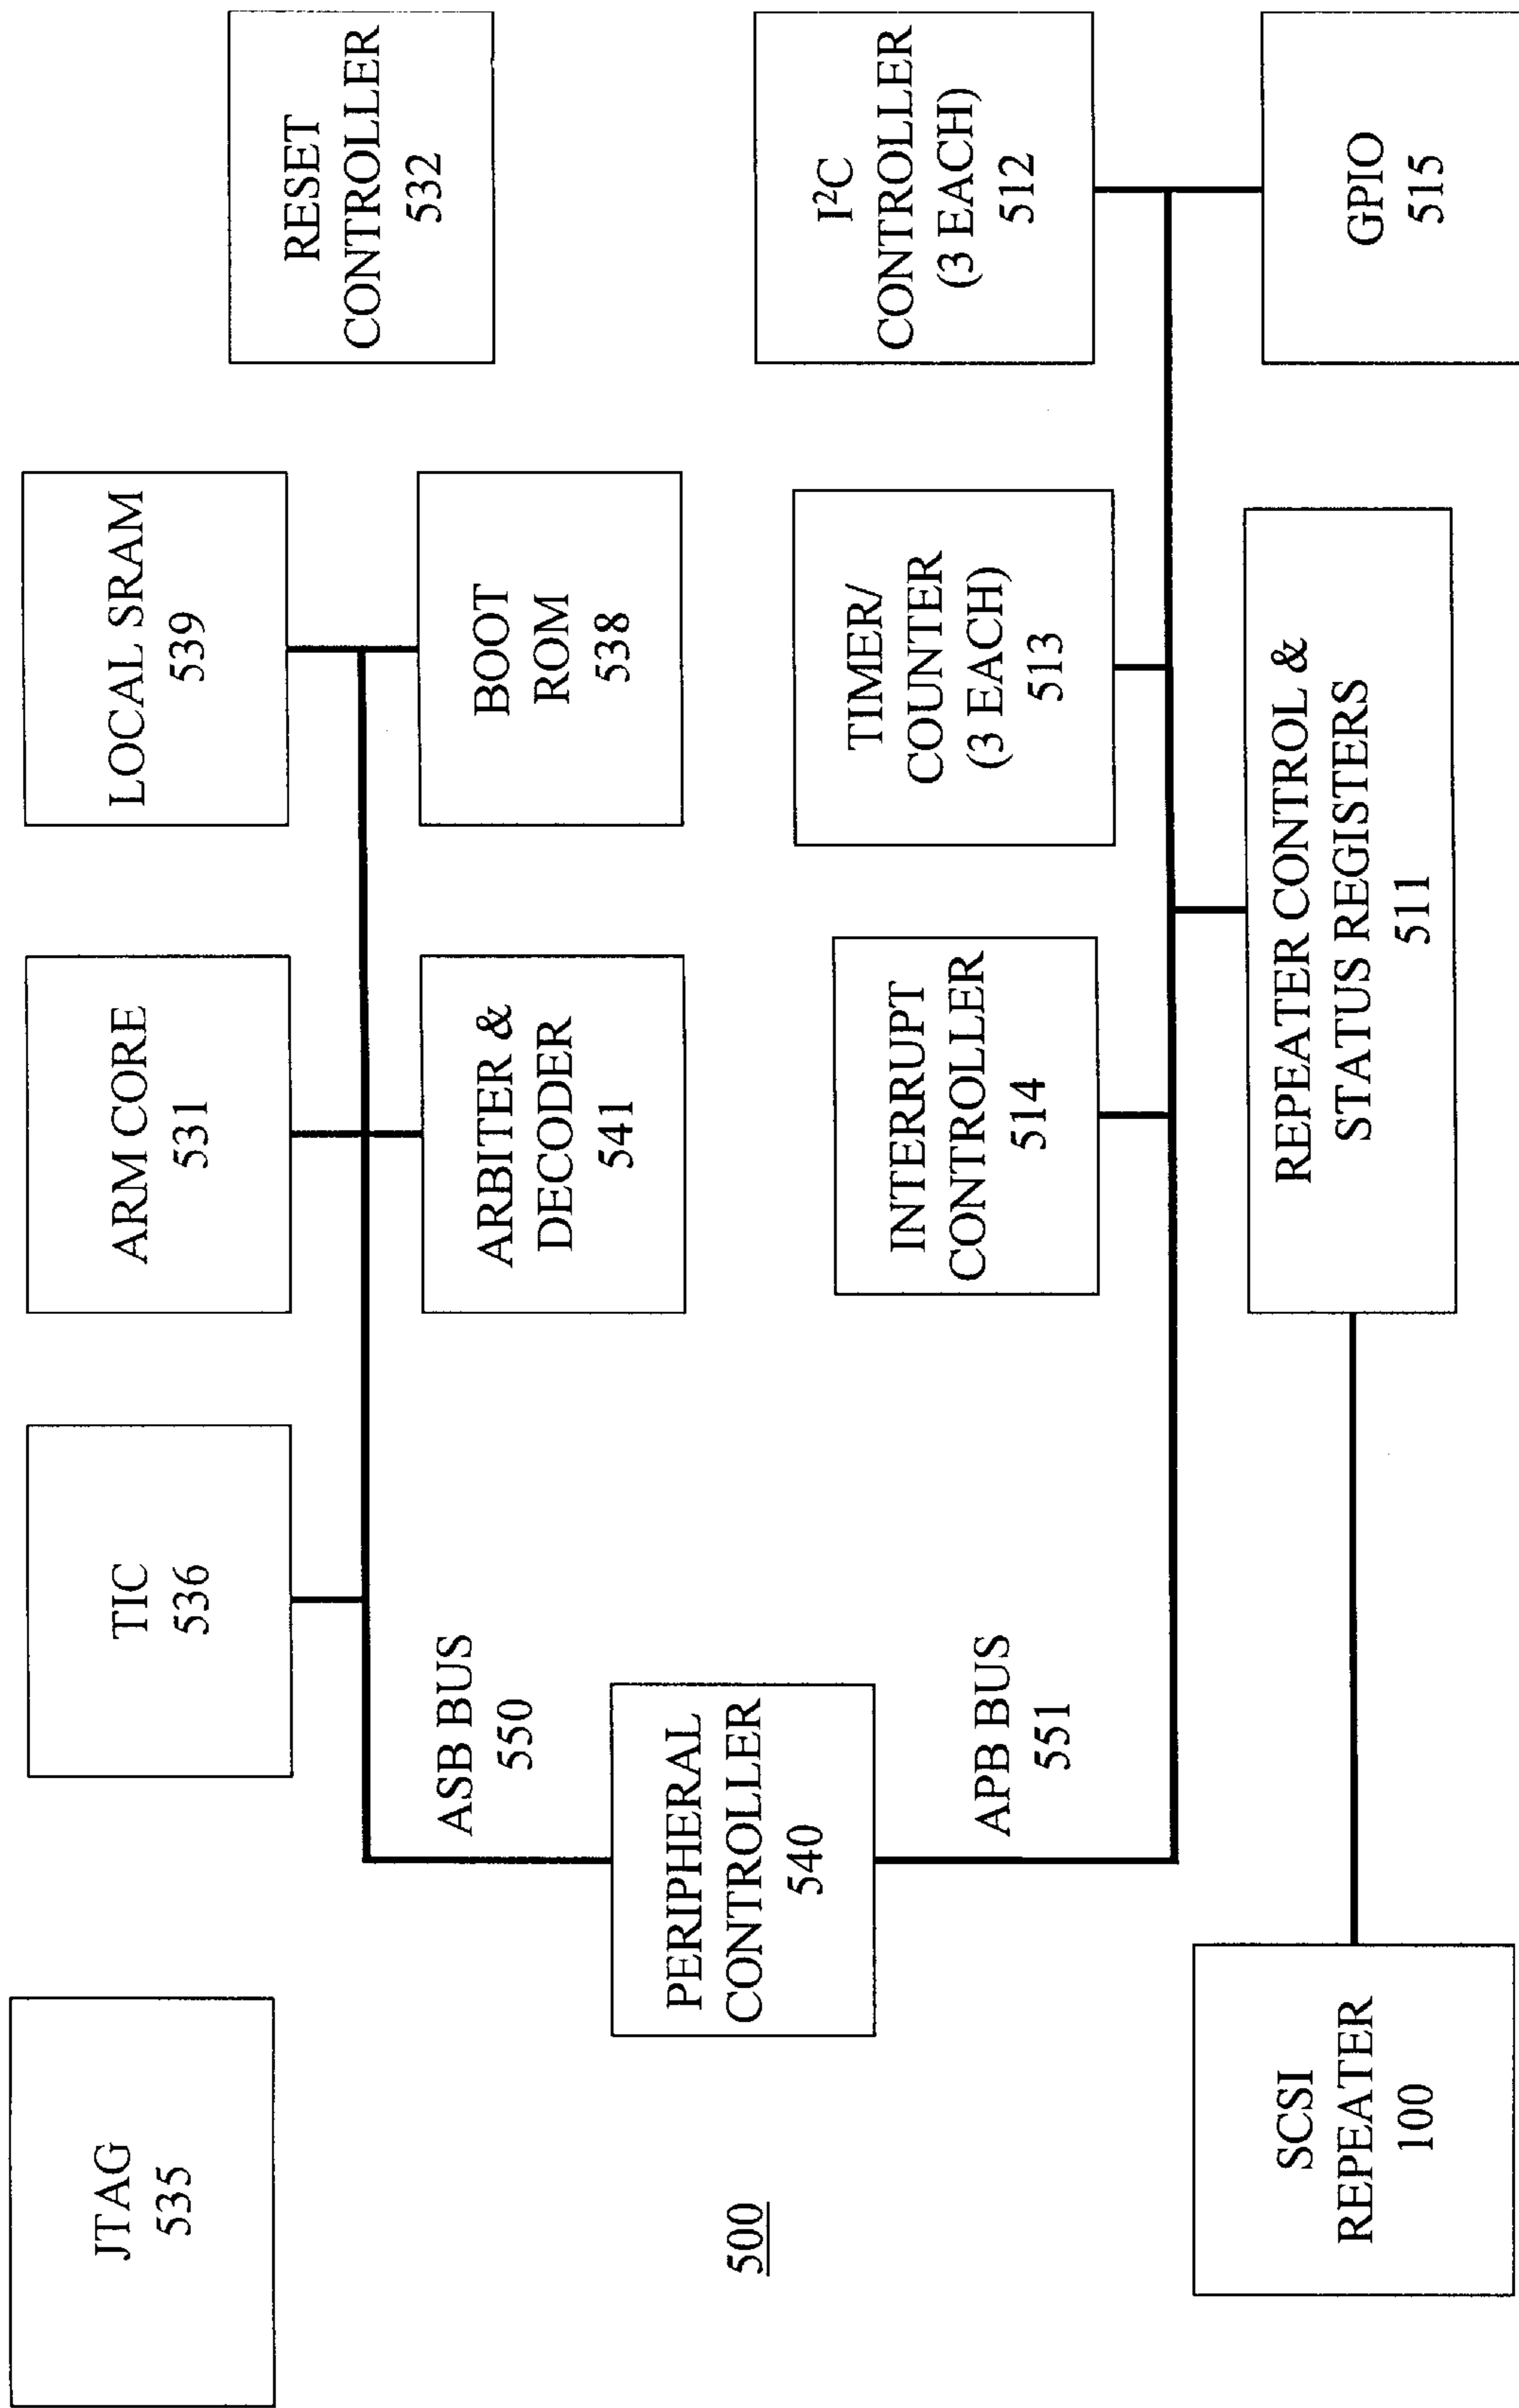 JTAG
535
TIC
536
ARM CORE
531
LOCAL SRAM
539
RESET
CONTROLLER
532
ASB BUS
550
ARBITER &
DECODER
541
BOOT
ROM
538
500
PERIPHERAL
CONTROLLER
540
APB BUS
551
INTERRUPT
CONTROLLER
514
TIMER/
COUNTER
(3 EACH)
513
I²C
CONTROLLER
(3 EACH)
512
SCSI
REPEATER
100
REPEATER CONTROL &
STATUS REGISTERS
511
GPIO
515